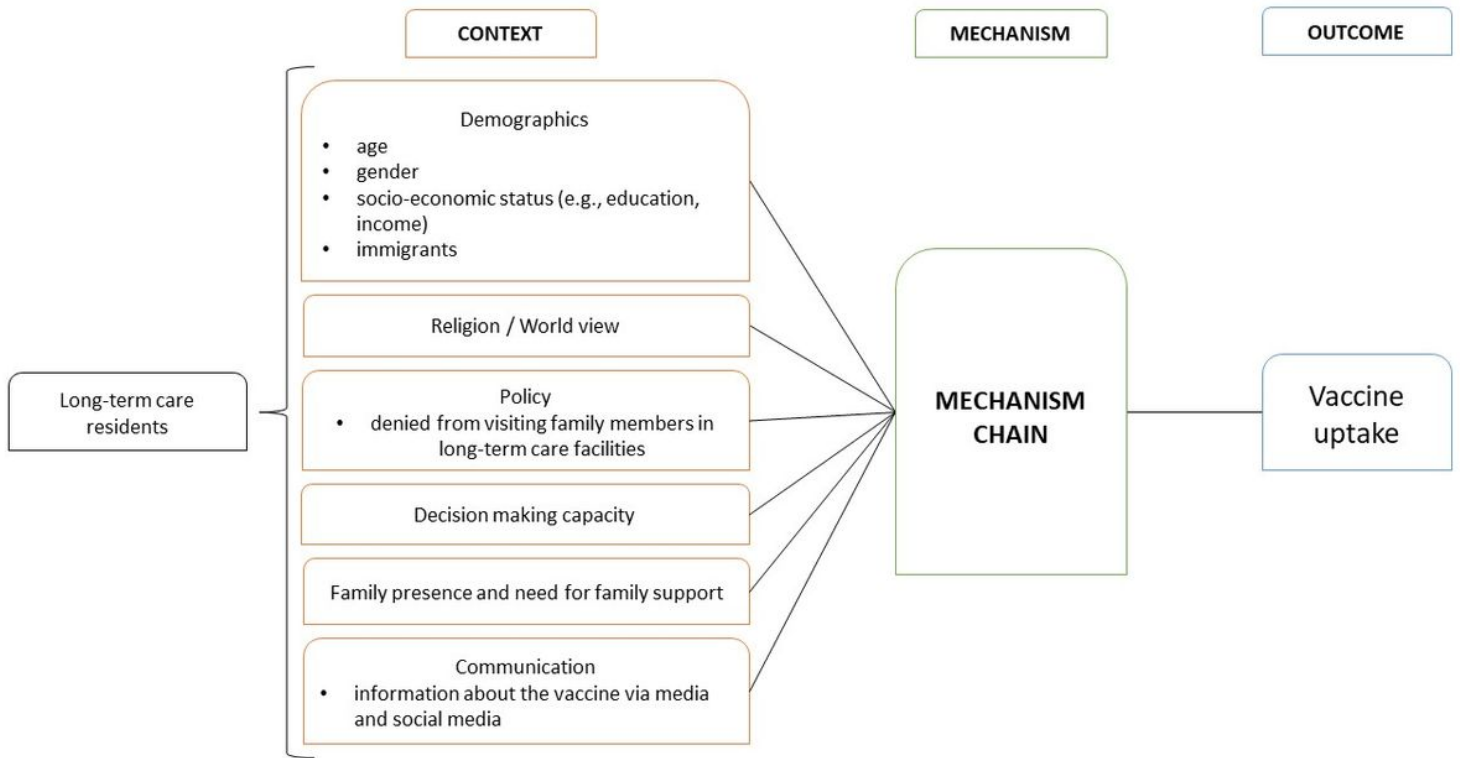 CONTEXT
MECHANISM
OUTCOME
Demographics
• age
• gender
• socio-economic status (e.g., education,
income)
• immigrants
Religion / World view
Long-term care
residents
Policy
• denied from visiting family members in
long-term care facilities
Decision making capacity
Family presence and need for family support
Communication
• information about the vaccine via media
and social media
MECHANISM
CHAIN
Vaccine
uptake